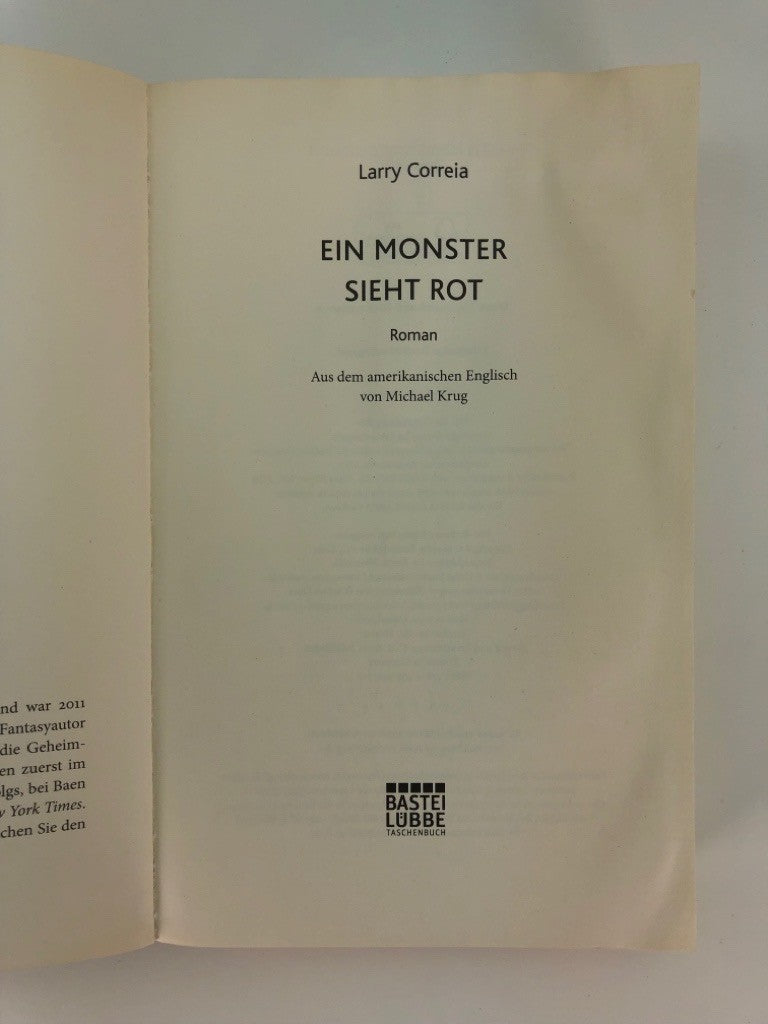 nd war 2011
Fantasyautor
die Geheim-
en zuerst im
olgs, bei Baen
York Times.
chen Sie den
Larry Correia
EIN MONSTER
SIEHT ROT
Roman
Aus dem amerikanischen Englisch
von Michael Krug
BASTEI
LÜBBE
TASCHENBUCH